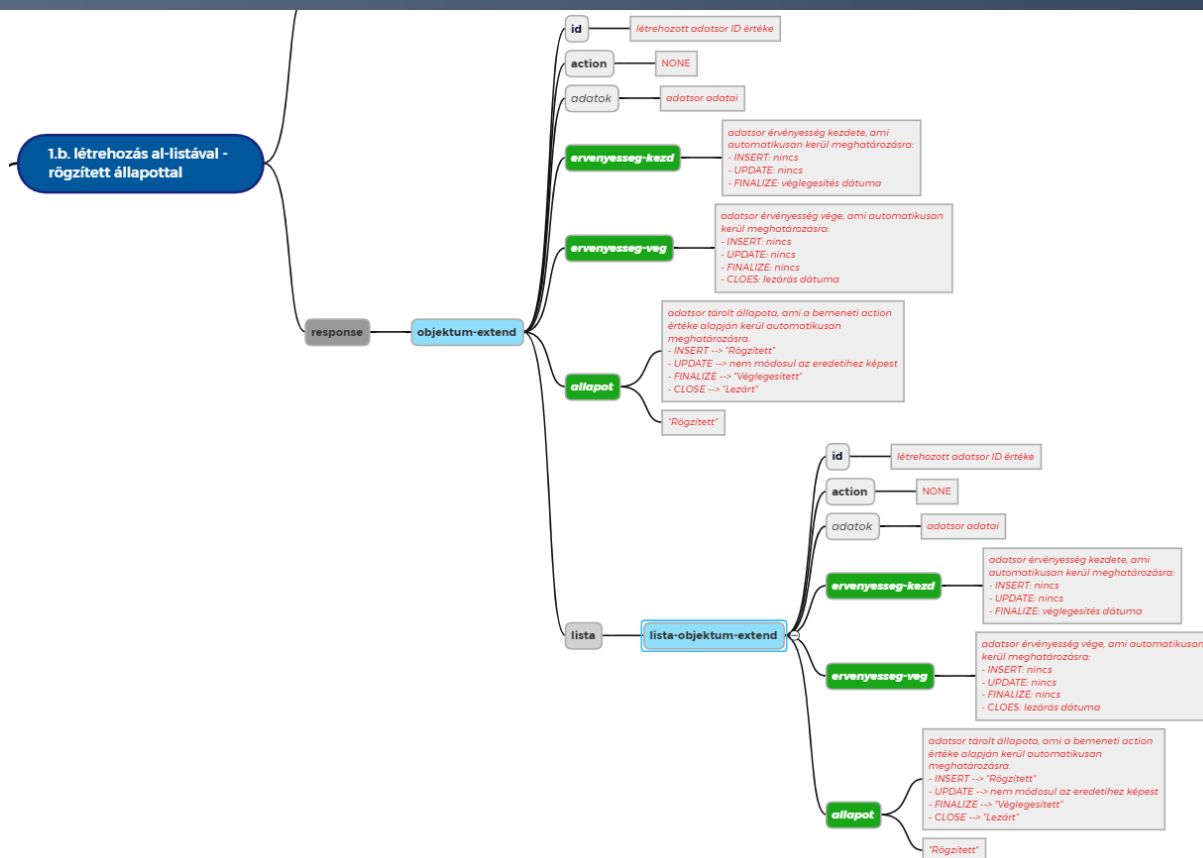 1.b. létrehozás al-listával -
rögzített állapottal
response
objektum-extend
id
létrehozott adatsor ID értéke
action
NONE
adatok
adatsor adatai
ervenyesseg-kezd
adatsor érvényesség kezdete, ami
automatikusan kerül meghatározásra:
- INSERT: nincs
- UPDATE: nincs
- FINALIZE: véglegesítés dátuma
ervenyesseg-veg
adatsor érvényesség vége, ami automatikusan
kerül meghatározásra:
- INSERT: nincs
- UPDATE: nincs
- FINALIZE: nincs
- CLOES: lezárás dátuma
allapot
adatsor tárolt állapota, ami a bemeneti action
értéke alapján kerül automatikusan
meghatározásra.
- INSERT --> "Rögzített"
- UPDATE --> nem módosul az eredetihez képest
- FINALIZE --> "Véglegesített"
- CLOSE --> "Lezárt"
"Rögzített"
lista
lista-objektum-extend
id
létrehozott adatsor ID értéke
action
NONE
adatok
adatsor adatai
ervenyesseg-kezd
adatsor érvényesség kezdete, ami
automatikusan kerül meghatározásra:
- INSERT: nincs
- UPDATE: nincs
- FINALIZE: véglegesítés dátuma
ervenyesseg-veg
adatsor érvényesség vége, ami automatikusan
kerül meghatározásra:
- INSERT: nincs
- UPDATE: nincs
- FINALIZE: nincs
- CLOES: lezárás dátuma
allapot
adatsor tárolt állapota, ami a bemeneti action
értéke alapján kerül automatikusan
meghatározásra.
- INSERT --> "Rögzített"
- UPDATE --> nem módosul az eredetihez képest
- FINALIZE --> "Véglegesített"
- CLOSE --> "Lezárt"
"Rögzített"